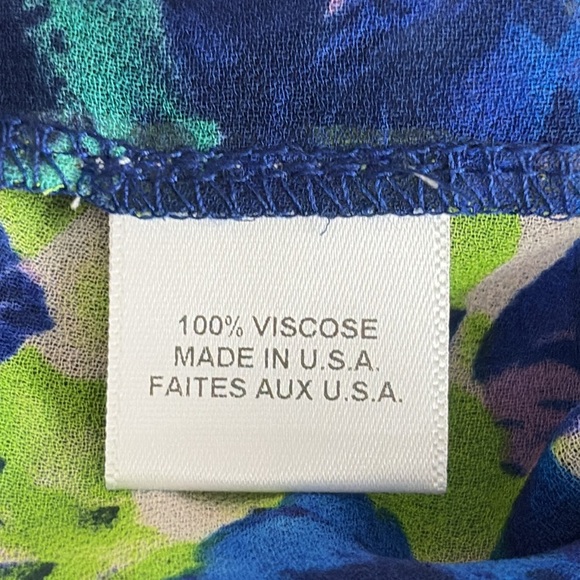 100% VISCOSE
MADE IN U.S.A.
FAITES AUX U.S.A.